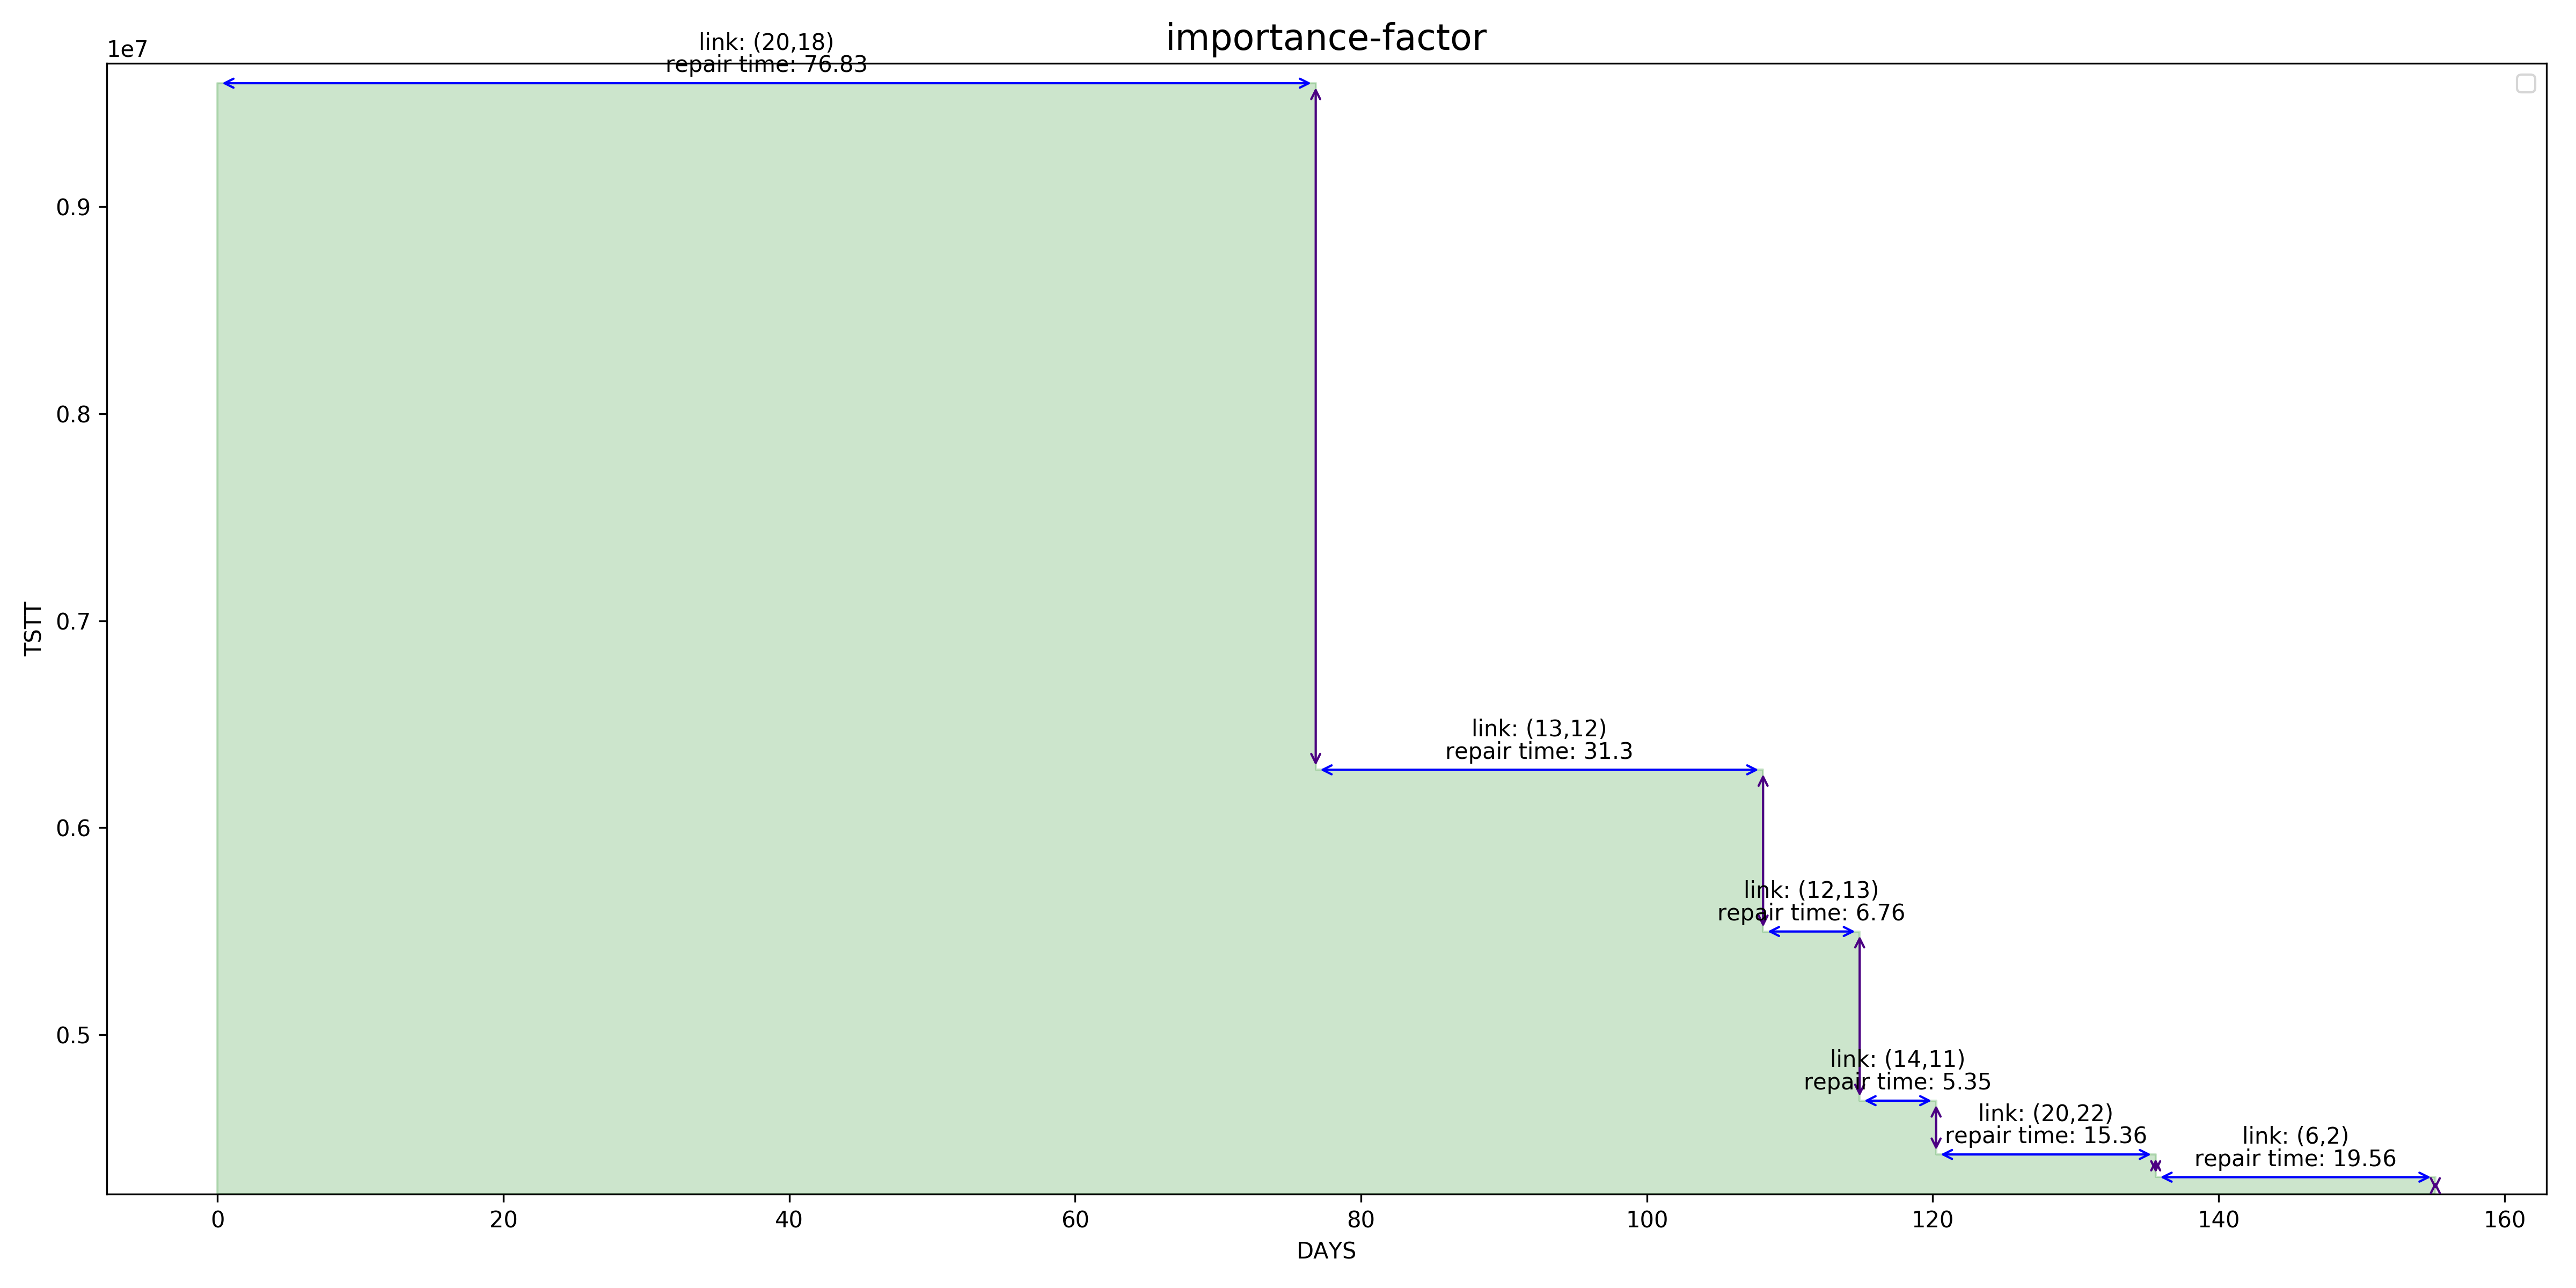 importance-factor
1e7
link: (20,18)
repair time: 76.83
0.9
0.8
0.7
0.6
0.5
TSTT
link: (13,12)
repair time: 31.3
link: (12,13)
repair time: 6.76
link: (14,11)
repair time: 5.35
link: (20,22)
repair time: 15.36
link: (6,2)
repair time: 19.56
0 20 40 60 80 100 120 140 160
DAYS